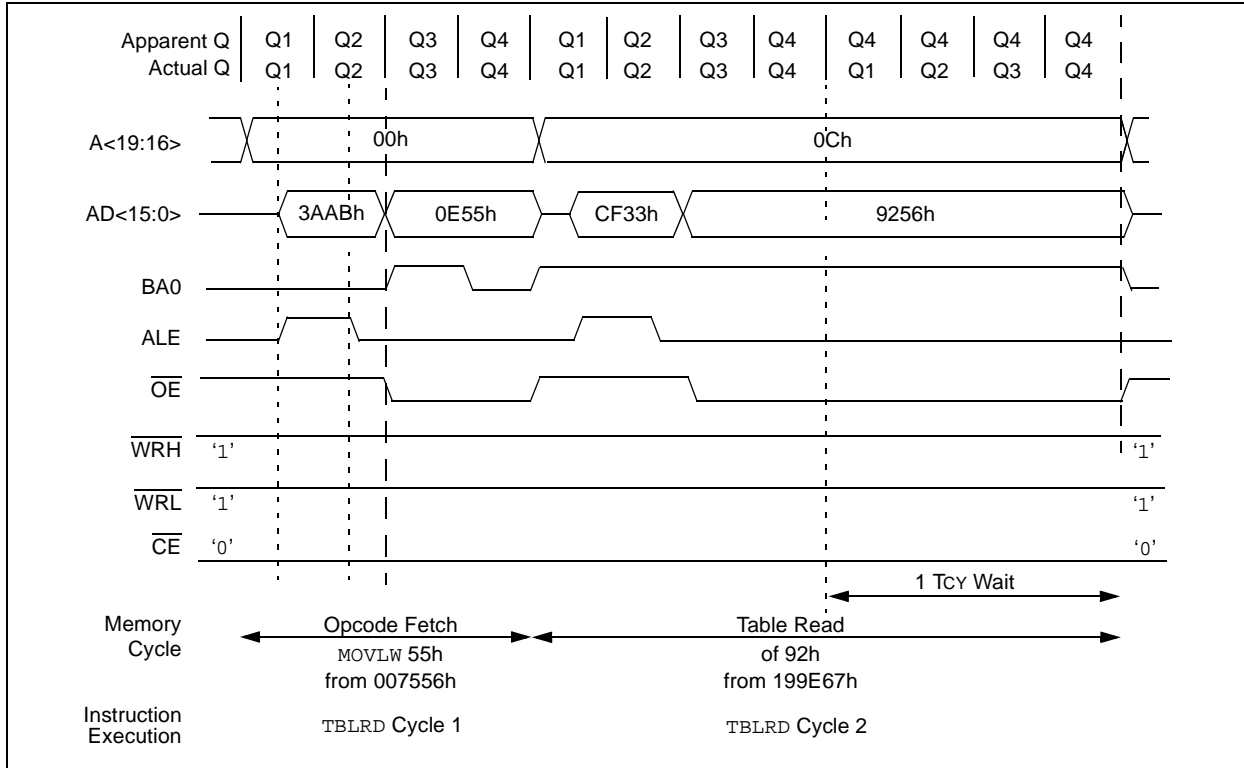 Apparent Q Q1 Q2 Q3 Q4 Q1 Q2 Q3 Q4 Q4 Q4 Q4 Q4
Actual Q Q1 Q2 Q3 Q4 Q1 Q2 Q3 Q4 Q1 Q2 Q3 Q4
A<19:16> 00h 0Ch
AD<15:0> 3AABh 0E55h CF33h 9256h
BA0
ALE
OE
WRH ‘1’ ‘1’
WRL ‘1’ ‘1’
CE ‘0’ ‘0’
1 TCY Wait
Memory Cycle
Opcode Fetch
MOVLW 55h
from 007556h
Table Read
of 92h
from 199E67h
Instruction
Execution
TBLRD Cycle 1
TBLRD Cycle 2